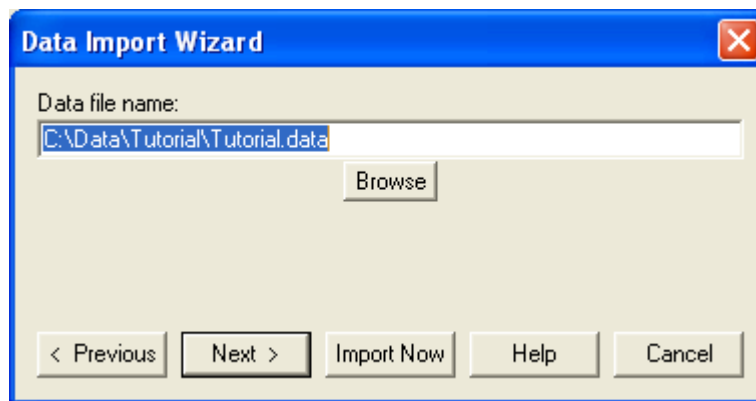 Data Import Wizard
Data file name:
C:\Data\Tutorial\Tutorial.data
Browse
< Previous Next > Import Now Help Cancel